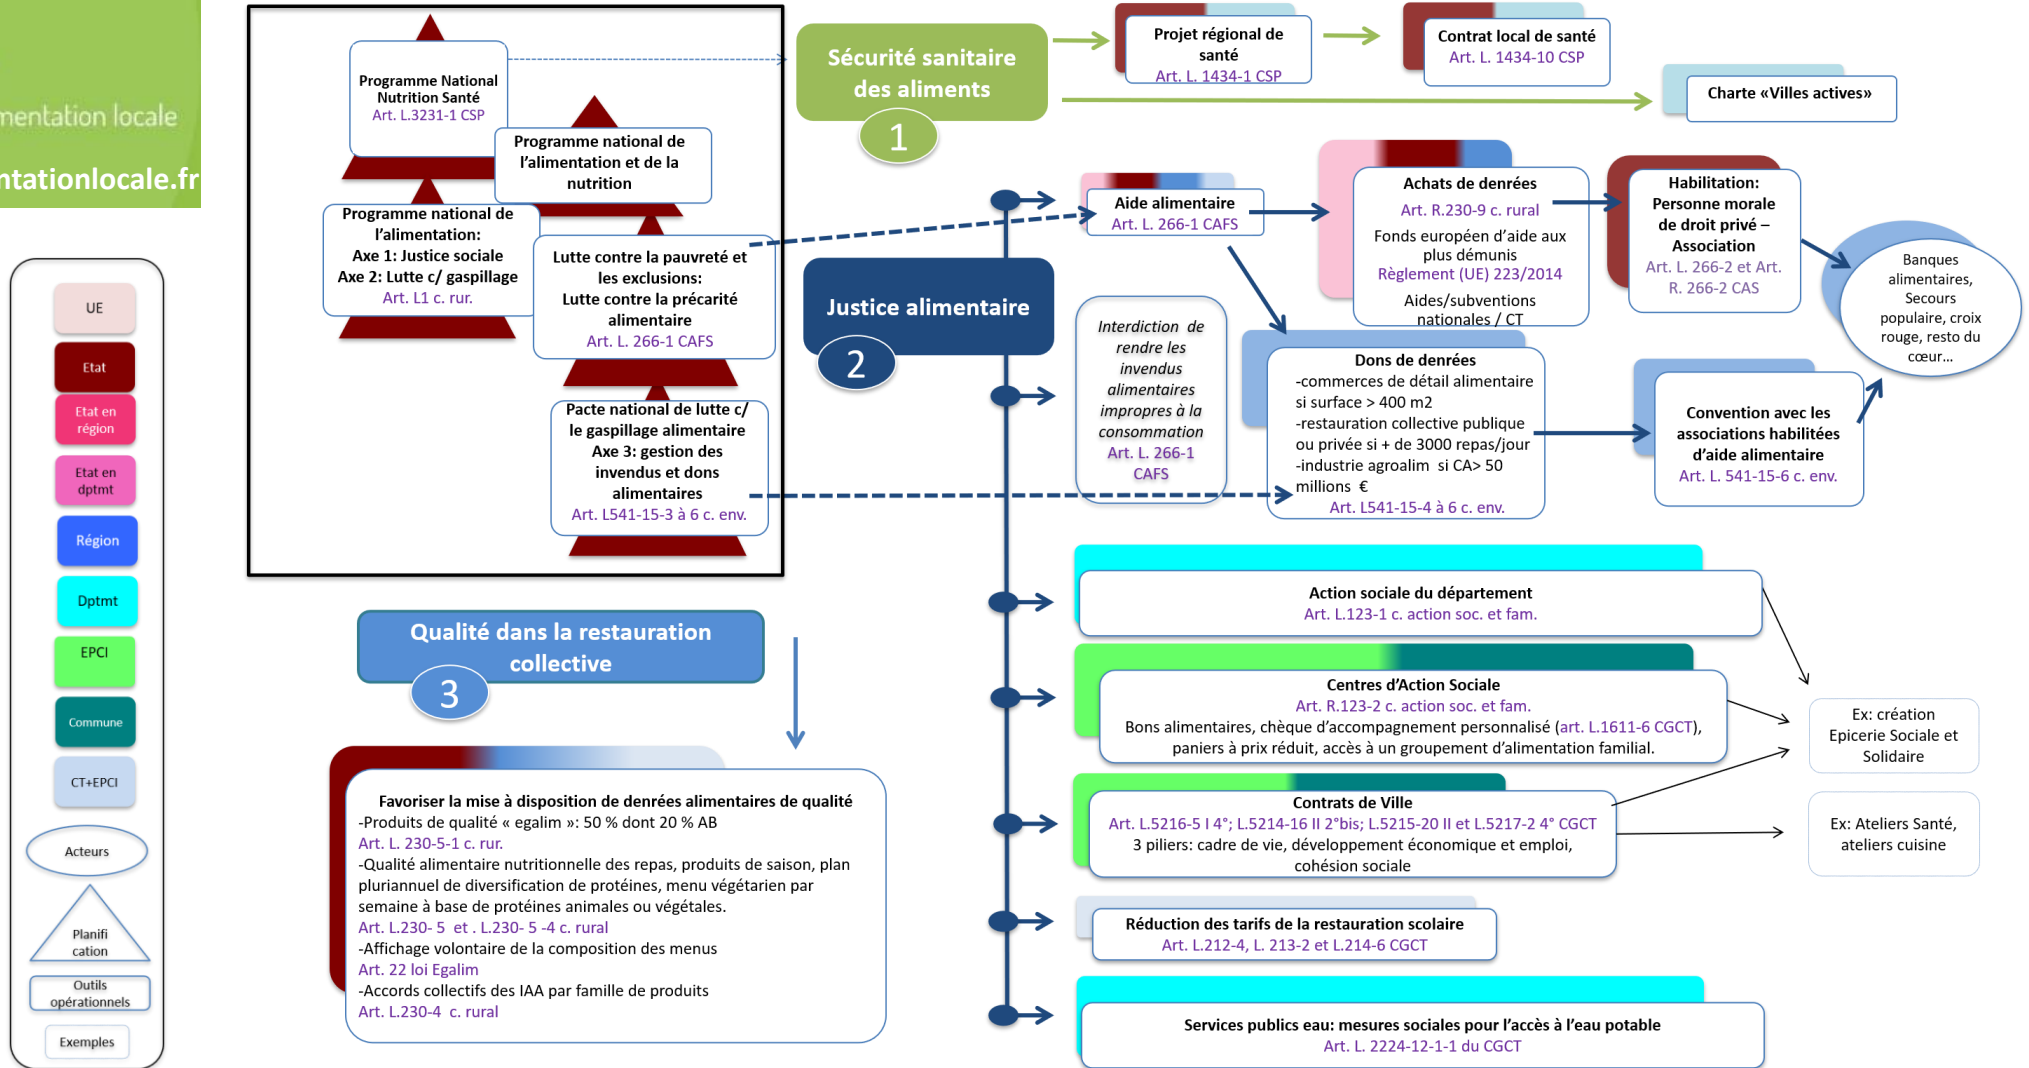 mentation locale
ntationlocale.fr
UE
Etat
Etat en
région
Etat en
dptmt
Région
Dptmt
EPCI
Commune
CT+EPCI
Acteurs
Planifi
cation
Outils
opérationnels
Exemples
Programme National
Nutrition Santé
Art. L.3231-1 CSP
Programme national de
l'alimentation et de la
nutrition
Programme national de
l'alimentation:
Axe 1: Justice sociale
Axe 2: Lutte c/ gaspillage
Art. L1 c. rur.
Lutte contre la pauvreté et
les exclusions:
Lutte contre la précarité
alimentaire
Art. L. 266-1 CAFS
Pacte national de lutte c/
le gaspillage alimentaire
Axe 3: gestion des
invendus et dons
alimentaires
Art. L541-15-3 à 6 c. env.
Sécurité sanitaire
des aliments
1
Projet régional de
santé
Art. L. 1434-1 CSP
Contrat local de santé
Art. L. 1434-10 CSP
Charte «Villes actives»
Justice alimentaire
2
Aide alimentaire
Art. L. 266-1 CAFS
Achats de denrées
Art. R.230-9 c. rural
Fonds européen d'aide aux
plus démunis
Règlement (UE) 223/2014
Aides/subventions
nationales / CT
Habilitation:
Personne morale
de droit privé –
Association
Art. L. 266-2 et Art.
R. 266-2 CAS
Banques
alimentaires,
Secours
populaire, croix
rouge, resto du
cœur...
Interdiction de
rendre les
invendus
alimentaires
impropres à la
consommation
Art. L. 266-1
CAFS
Dons de denrées
-commerces de détail alimentaire
si surface > 400 m2
-restauration collective publique
ou privée si + de 3000 repas/jour
-industrie agroalim si CA> 50
millions €
Art. L541-15-4 à 6 c. env.
Convention avec les
associations habilitées
d'aide alimentaire
Art. L. 541-15-6 c. env.
Action sociale du département
Art. L.123-1 c. action soc. et fam.
Centres d'Action Sociale
Art. R.123-2 c. action soc. et fam.
Bons alimentaires, chèque d'accompagnement personnalisé (art. L.1611-6 CGCT),
paniers à prix réduit, accès à un groupement d'alimentation familial.
Ex: création
Epicerie Sociale et
Solidaire
Contrats de Ville
Art. L.5216-5 I 4°; L.5214-16 II 2°bis; L.5215-20 II et L.5217-2 4° CGCT
3 piliers: cadre de vie, développement économique et emploi,
cohésion sociale
Ex: Ateliers Santé,
ateliers cuisine
Réduction des tarifs de la restauration scolaire
Art. L.212-4, L. 213-2 et L.214-6 CGCT
Services publics eau: mesures sociales pour l'accès à l'eau potable
Art. L. 2224-12-1-1 du CGCT
Qualité dans la restauration
collective
3
Favoriser la mise à disposition de denrées alimentaires de qualité
-Produits de qualité « egalim »: 50 % dont 20 % AB
Art. L. 230-5-1 c. rur.
-Qualité alimentaire nutritionnelle des repas, produits de saison, plan
pluriannuel de diversification de protéines, menu végétarien par
semaine à base de protéines animales ou végétales.
Art. L.230- 5 et . L.230- 5 -4 c. rural
-Affichage volontaire de la composition des menus
Art. 22 loi Egalim
-Accords collectifs des IAA par famille de produits
Art. L.230-4 c. rural